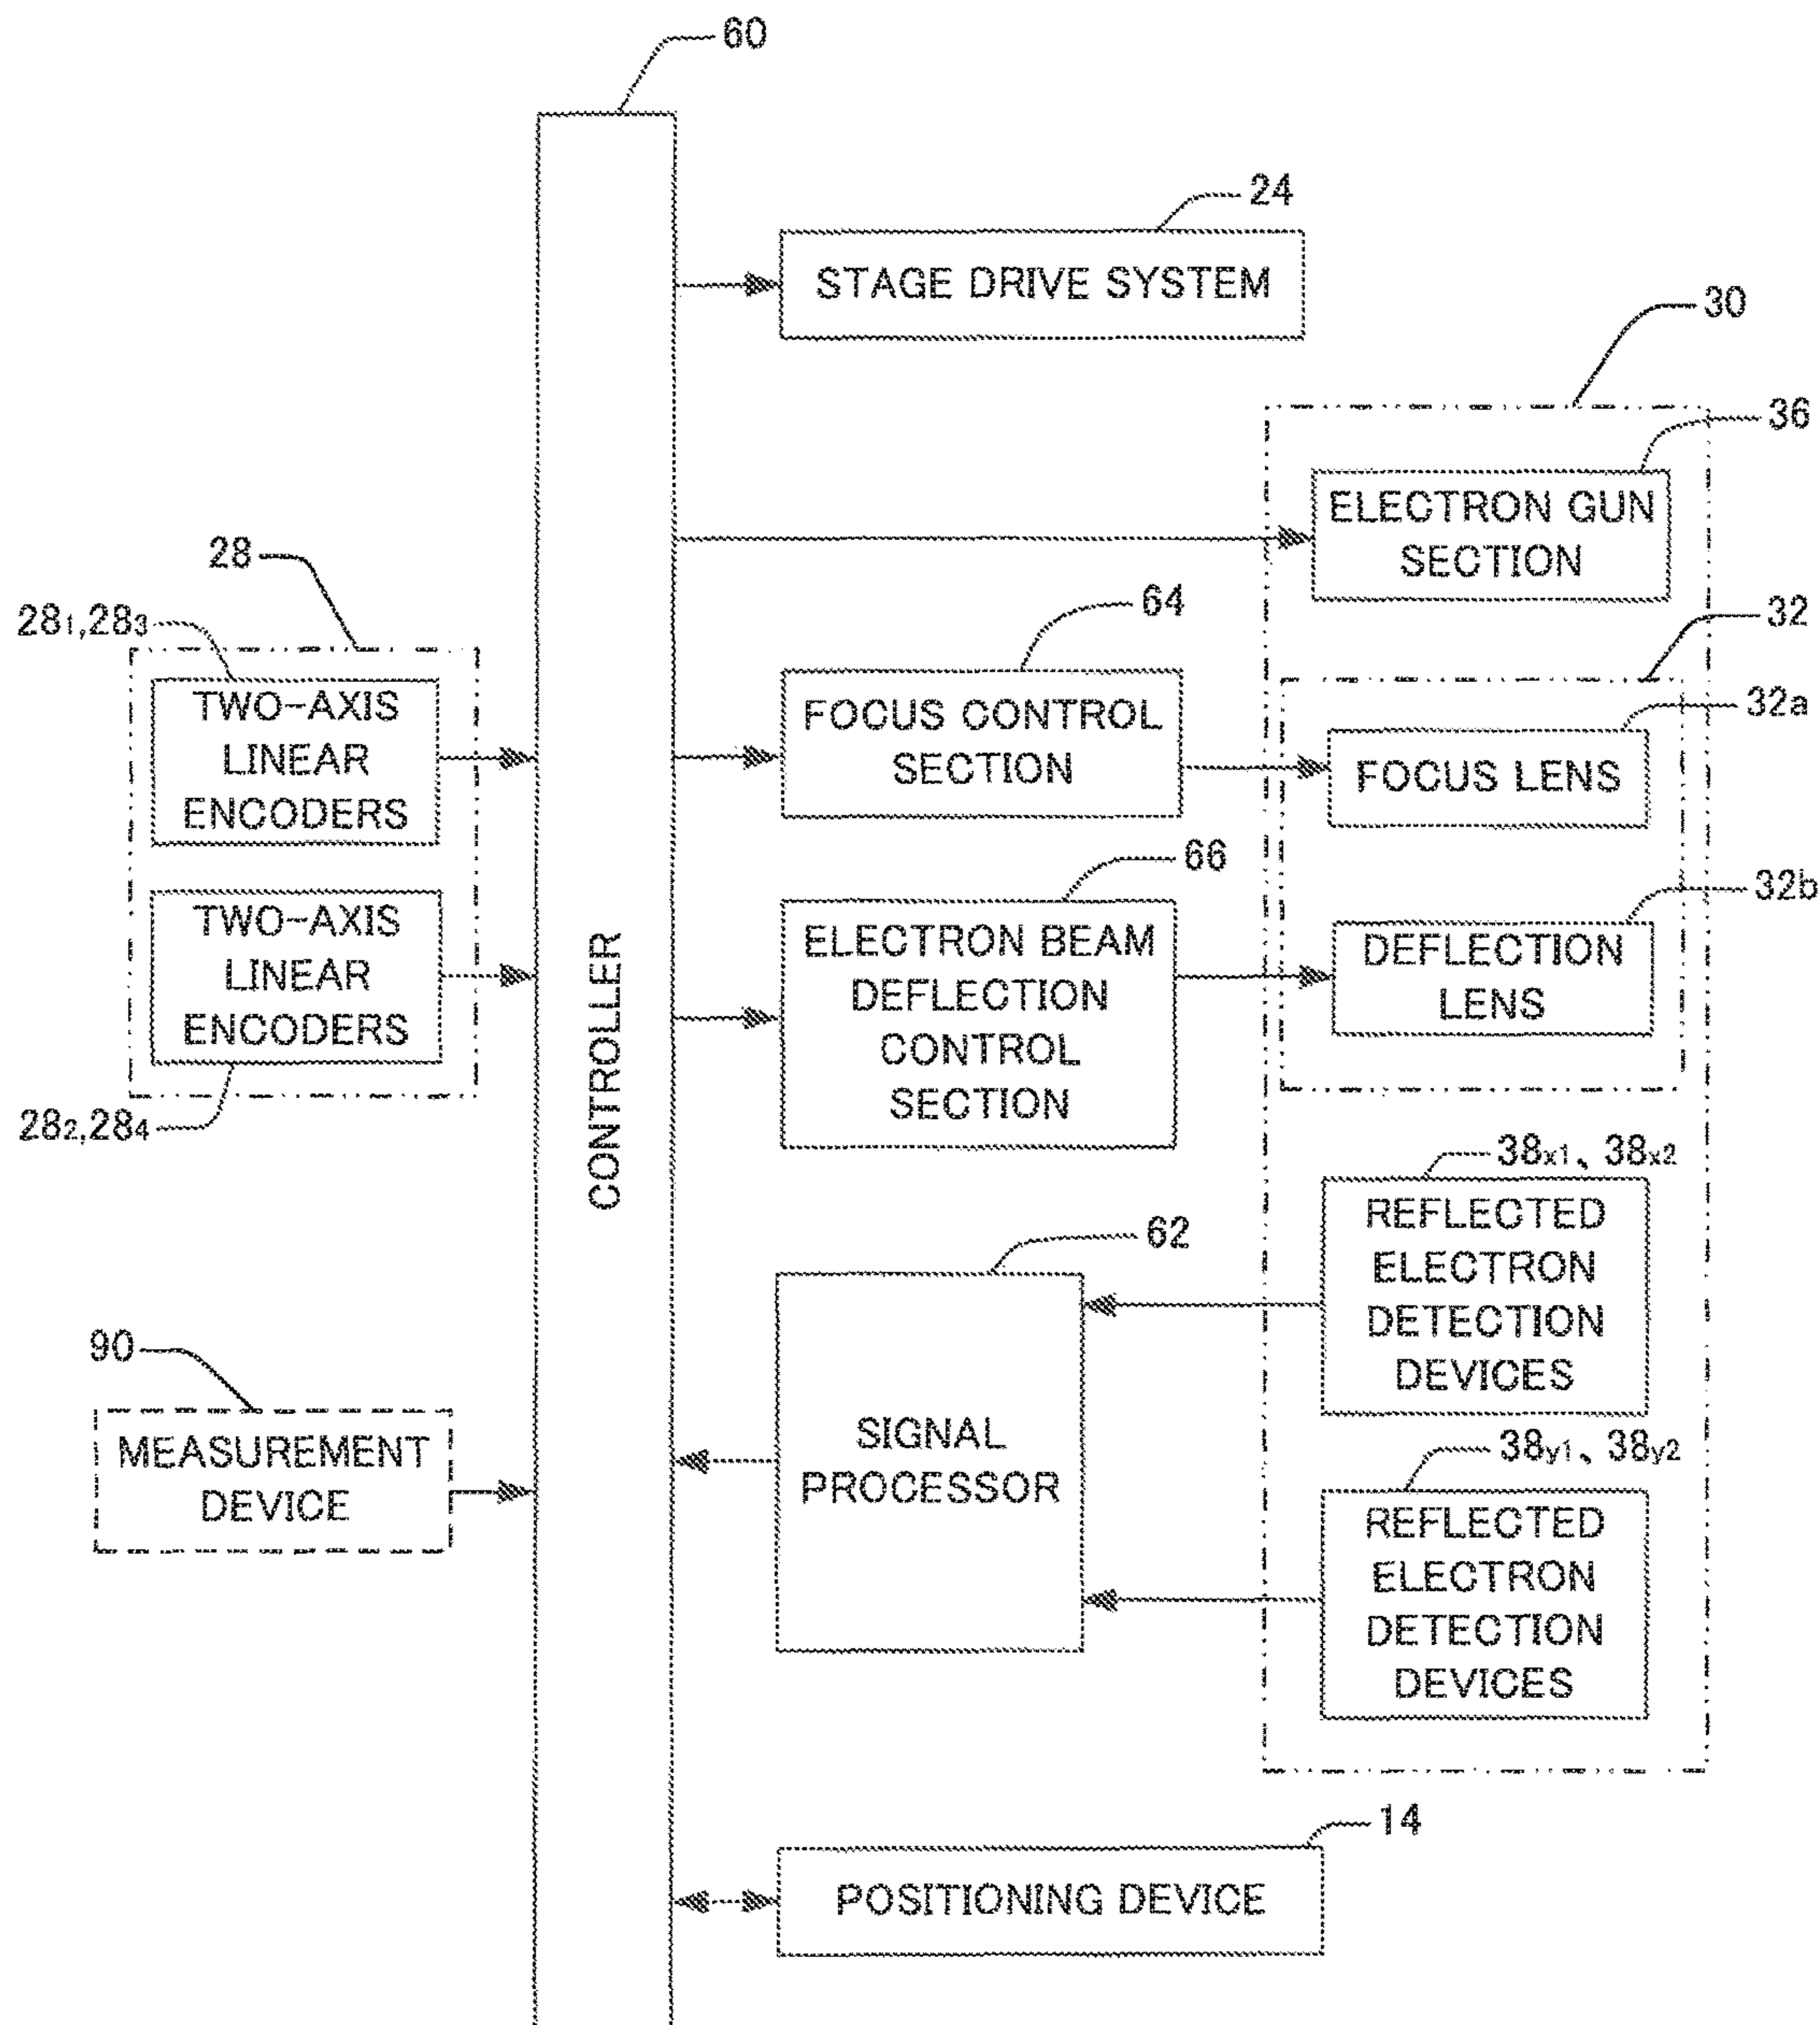 60
24
STAGE DRIVE SYSTEM
30
36
ELECTRON GUN
SECTION
28
28₁,28₃
TWO-AXIS
LINEAR
ENCODERS
TWO-AXIS
LINEAR
ENCODERS
28₂,28₄
CONTROLLER
64
FOCUS CONTROL
SECTION
32
32a
FOCUS LENS
66
ELECTRON BEAM
DEFLECTION
CONTROL
SECTION
32b
DEFLECTION
LENS
38x1、38x2
REFLECTED
ELECTRON
DETECTION
DEVICES
62
SIGNAL
PROCESSOR
38y1、38y2
REFLECTED
ELECTRON
DETECTION
DEVICES
90
MEASUREMENT
DEVICE
14
POSITIONING DEVICE